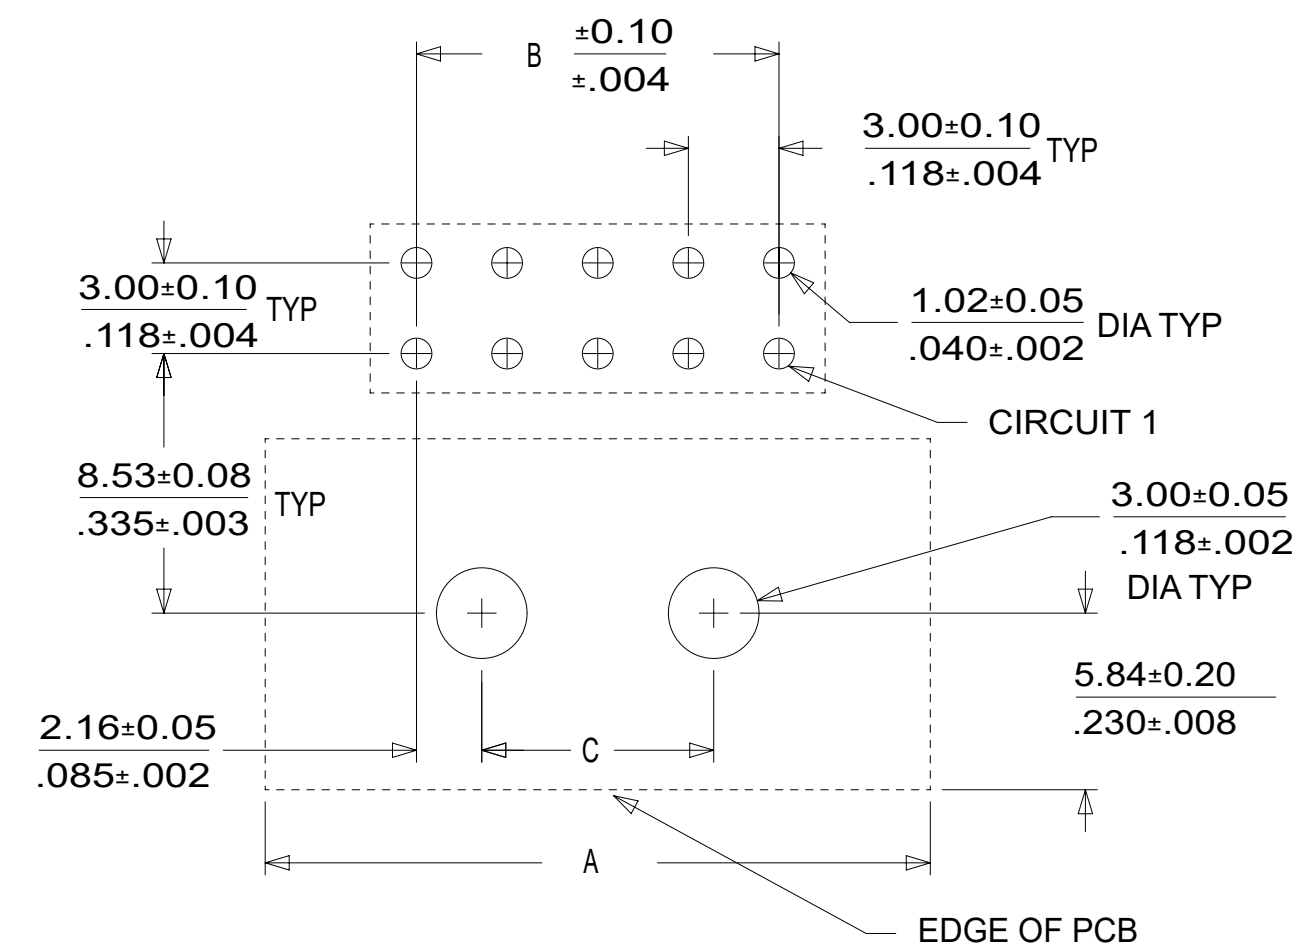 B ±0.10
±.004
3.00±0.10 TYP
.118±.004
3.00±0.10 TYP
.118±.004
1.02±0.05 DIA TYP
.040±.002
CIRCUIT 1
8.53±0.08 TYP
.335±.003
3.00±0.05
.118±.002
DIA TYP
5.84±0.20
.230±.008
2.16±0.05
.085±.002
C
A
EDGE OF PCB